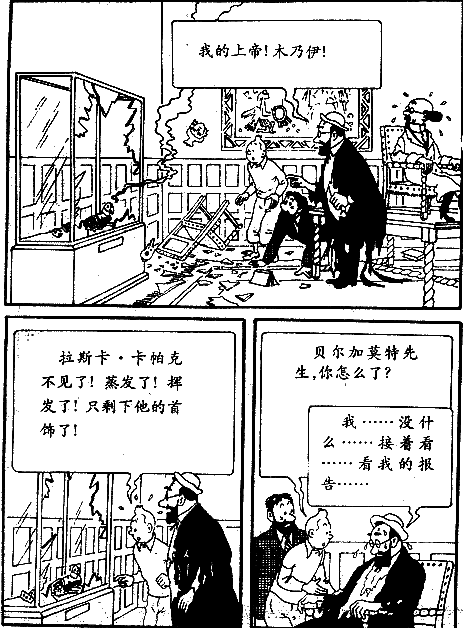 我的上帝！木乃伊！
拉斯卡·卡帕克
不见了！蒸发了！挥
发了！只剩下他的首
饰了！
贝尔加莫特先
生，你怎么了？
我……没什
么……接着看
……看我的报
告……